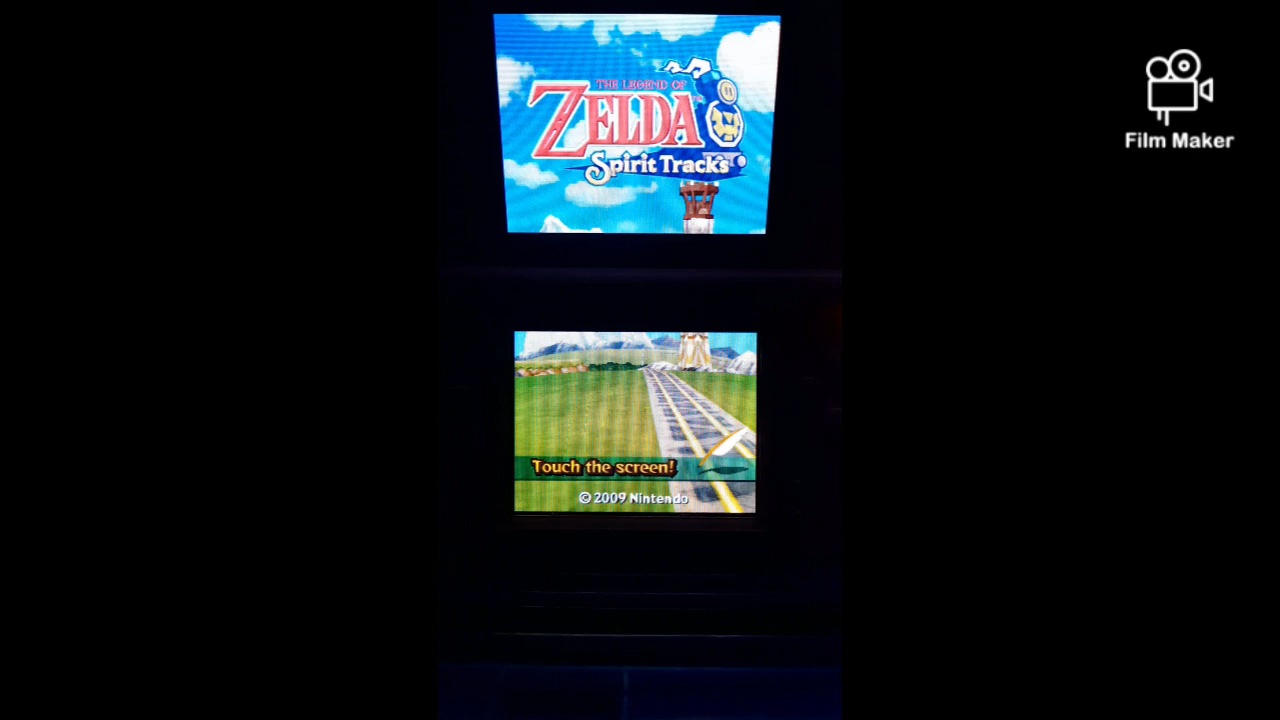 THE LEGEND OF
ZELDA
Spirit Tracks
Film Maker
Touch the screen!
© 2009 Nintendo